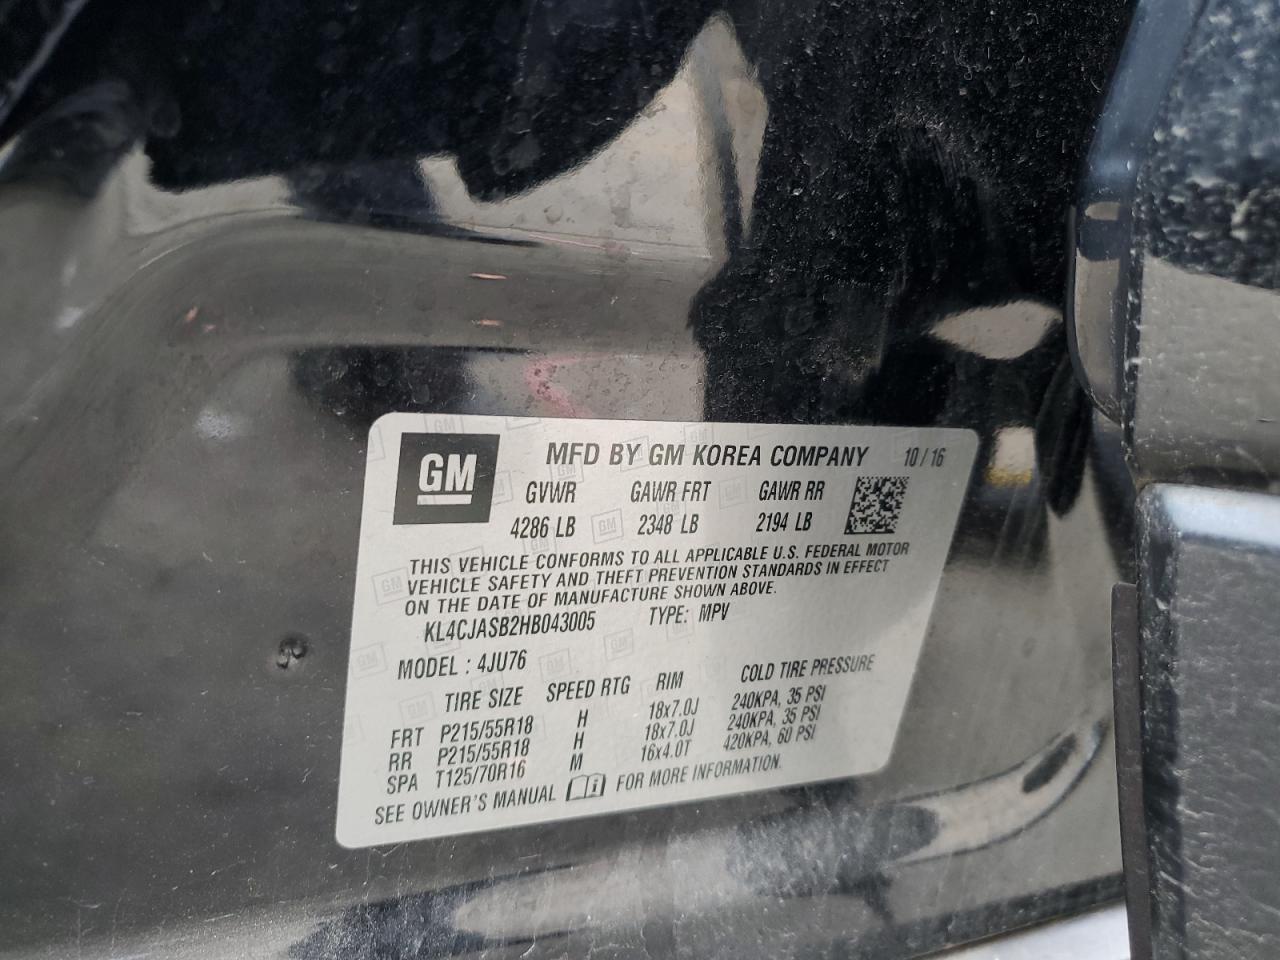 GM
MFD BY GM KOREA COMPANY 10 / 16
GVWR GAWR FRT GAWR RR
4286 LB 2348 LB 2194 LB
THIS VEHICLE CONFORMS TO ALL APPLICABLE U.S. FEDERAL MOTOR
VEHICLE SAFETY AND THEFT PREVENTION STANDARDS IN EFFECT
ON THE DATE OF MANUFACTURE SHOWN ABOVE.
KL4CJASB2HB043005 TYPE: MPV
MODEL : 4JU76
TIRE SIZE SPEED RTG RIM COLD TIRE PRESSURE
FRT P215/55R18 H 18x7.0J 240KPA, 35 PSI
RR P215/55R18 H 18x7.0J 240KPA, 35 PSI
SPA T125/70R16 M 16x4.0T 420KPA, 60 PSI
SEE OWNER'S MANUAL FOR MORE INFORMATION.